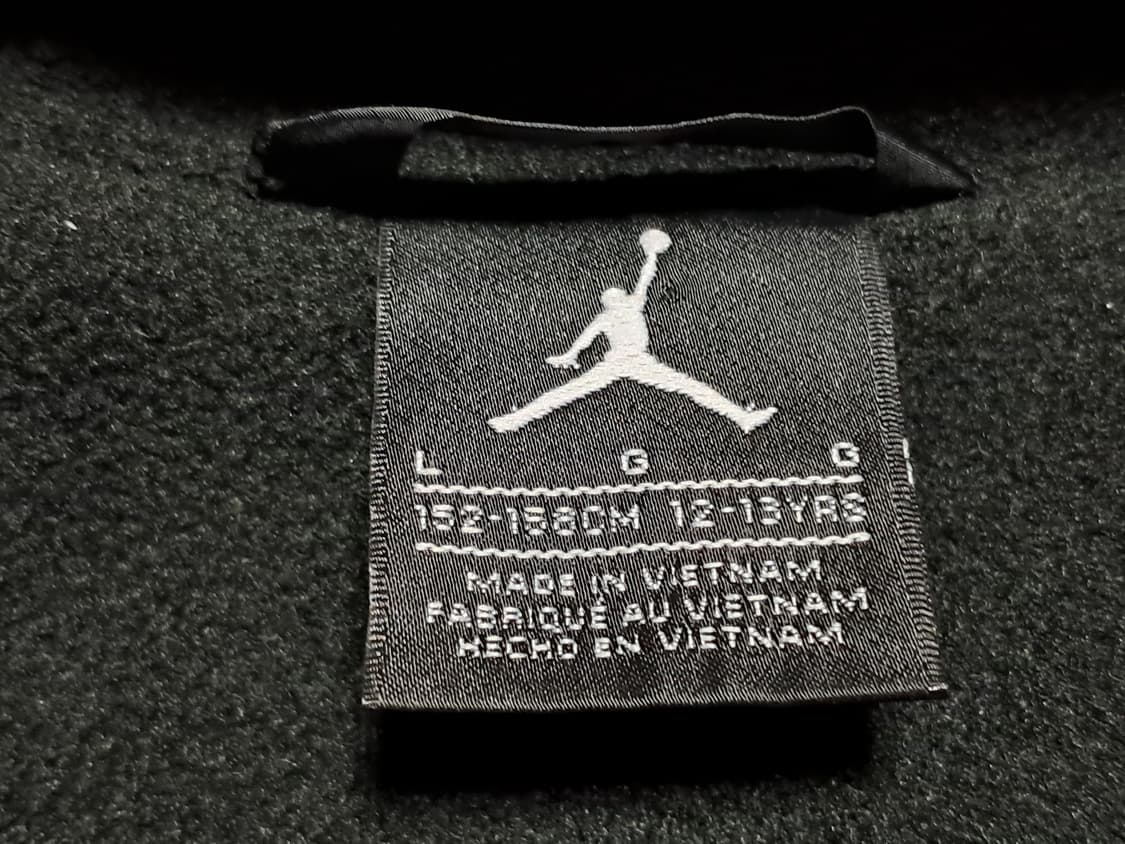 L G G
152-158CM 12-13YRS
MADE IN VIETNAM
FABRIQUÉ AU VIETNAM
HECHO EN VIETNAM